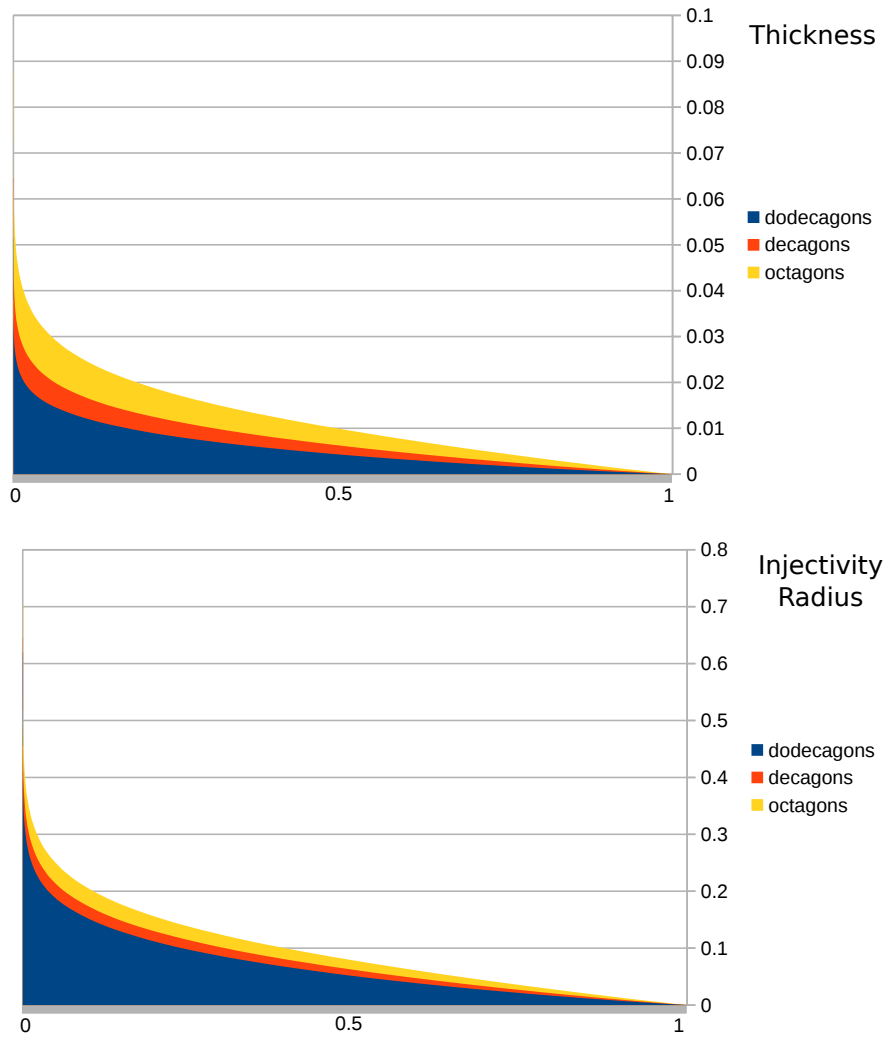 Thickness
0.1
0.09
0.08
0.07
0.06
0.05
0.04
0.03
0.02
0.01
0
dodecagons
decagons
octagons
0 0.5 1
Injectivity
Radius
0.8
0.7
0.6
0.5
0.4
0.3
0.2
0.1
0
dodecagons
decagons
octagons
0 0.5 1